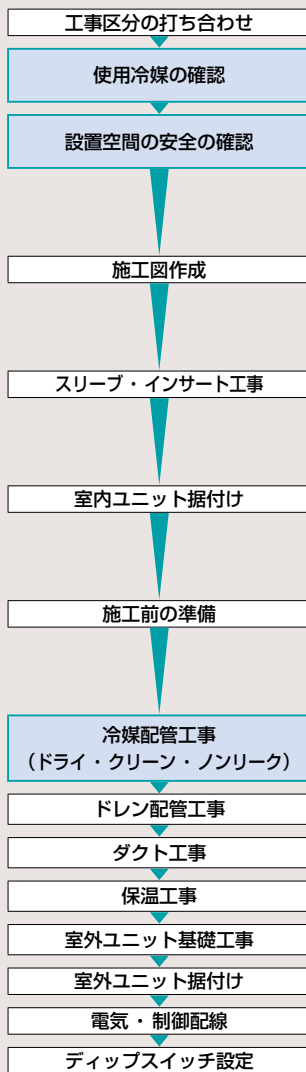 工事区分の打ち合わせ
使用冷媒の確認
設置空間の安全の確認
施工図作成
スリーブ・インサート工事
室内ユニット据付け
施工前の準備
冷媒配管工事
（ドライ・クリーン・ノンリーク）
ドレン配管工事
ダクト工事
保温工事
室外ユニット基礎工事
室外ユニット据付け
電気・制御配線
ディップスイッチ設定